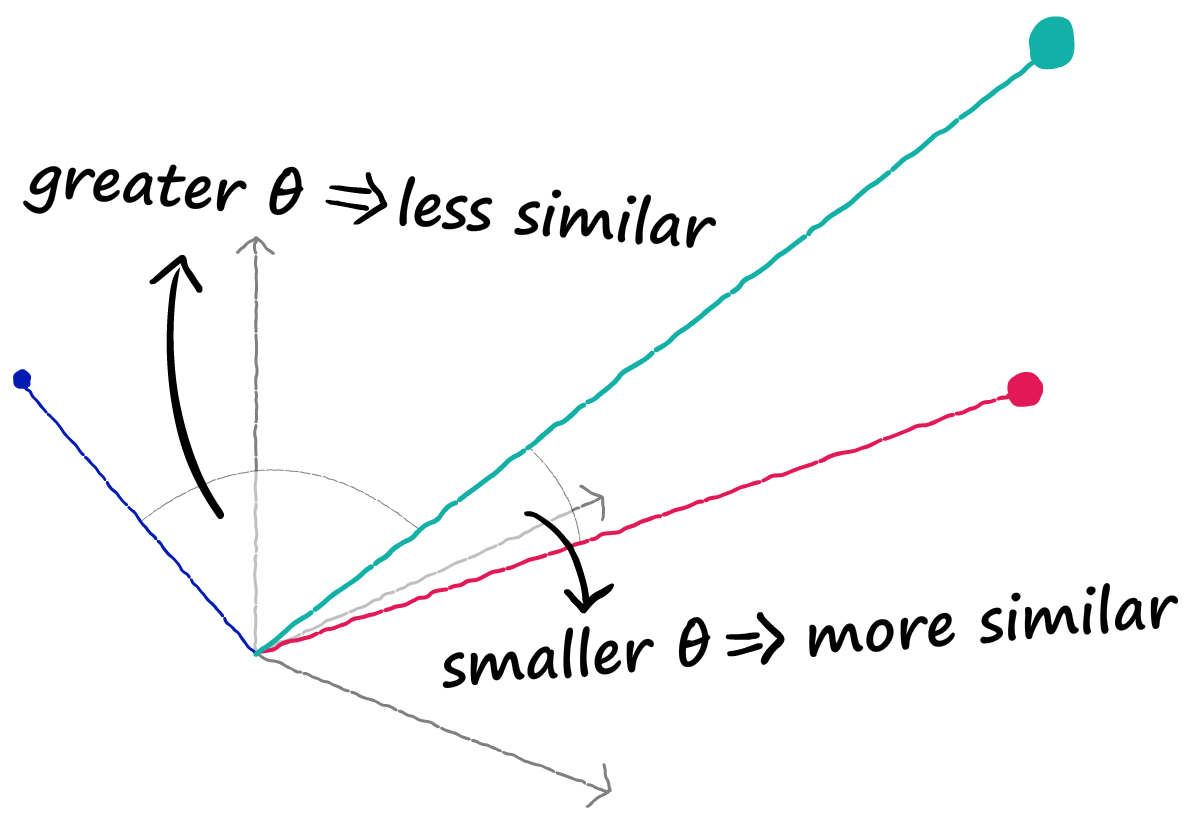 greater θ ⇒ less similar
smaller θ ⇒ more similar